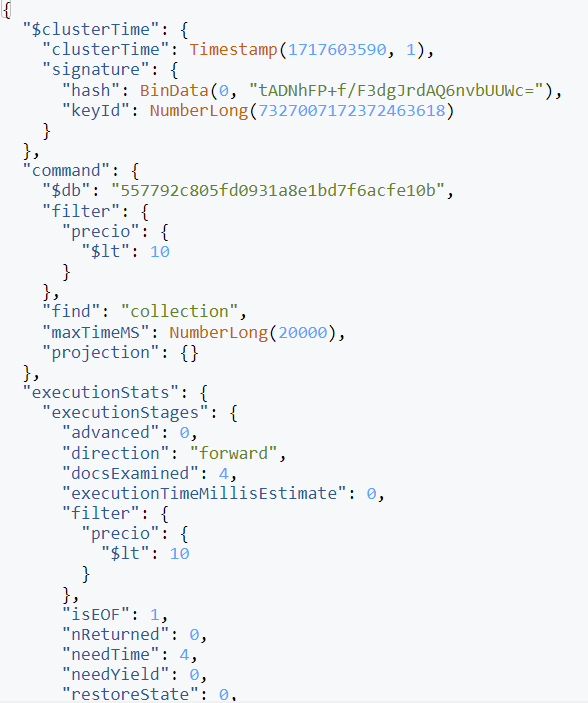 {
"$clusterTime": {
"clusterTime": Timestamp(1717603590, 1),
"signature": {
"hash": BinData(0, "tADNhFP+f/F3dgJrdAQ6nvbUUWc="),
"keyId": NumberLong(7327007172372463618)
}
},
"command": {
"$db": "557792c805fd0931a8e1bd7f6acfe10b",
"filter": {
"precio": {
"$lt": 10
}
},
"find": "collection",
"maxTimeMS": NumberLong(20000),
"projection": {}
},
"executionStats": {
"executionStages": {
"advanced": 0,
"direction": "forward",
"docsExamined": 4,
"executionTimeMillisEstimate": 0,
"filter": {
"precio": {
"$lt": 10
}
},
"isEOF": 1,
"nReturned": 0,
"needTime": 4,
"needYield": 0,
"restoreState": 0,